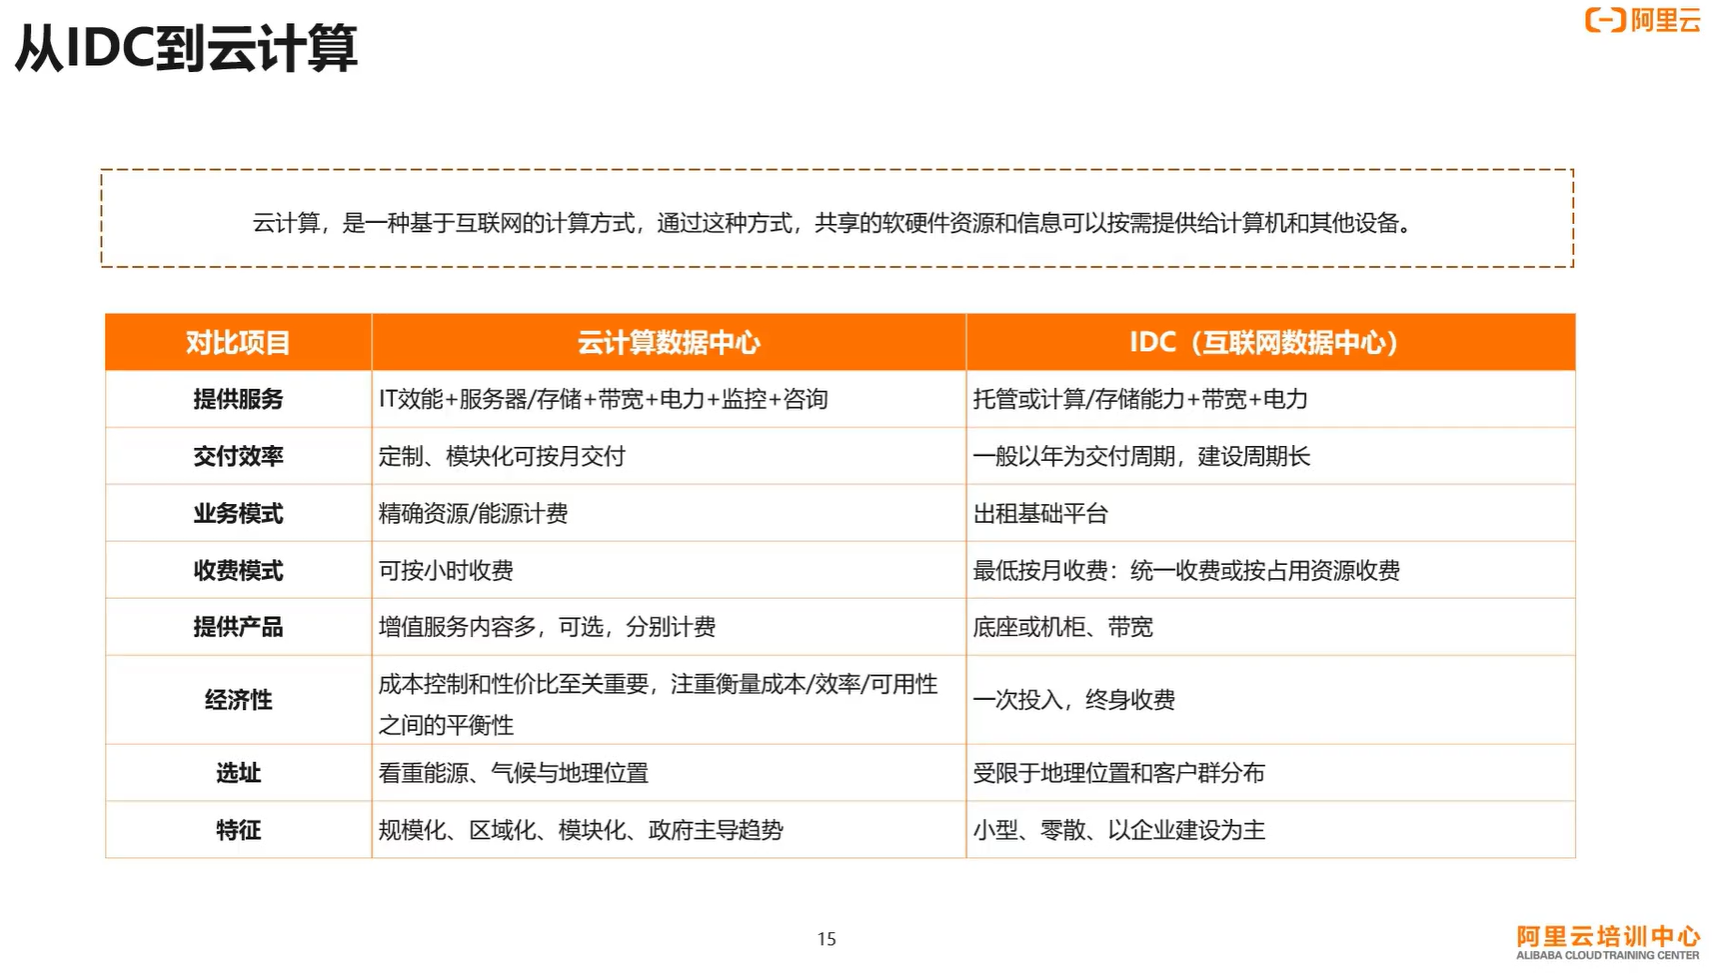 从IDC到云计算
阿里云
云计算，是一种基于互联网的计算方式，通过这种方式，共享的软硬件资源和信息可以按需提供给计算机和其他设备。
对比项目 云计算数据中心 IDC（互联网数据中心）
提供服务 IT效能+服务器/存储+带宽+电力+监控+咨询 托管或计算/存储能力+带宽+电力
交付效率 定制、模块化可按月交付 一般以年为交付周期，建设周期长
业务模式 精确资源/能源计费 出租基础平台
收费模式 可按小时收费 最低按月收费：统一收费或按占用资源收费
提供产品 增值服务内容多，可选，分别计费 底座或机柜、带宽
经济性 成本控制和性价比至关重要，注重衡量成本/效率/可用性
之间的平衡性 一次投入，终身收费
选址 看重能源、气候与地理位置 受限于地理位置和客户群分布
特征 规模化、区域化、模块化、政府主导趋势 小型、零散、以企业建设为主
15
阿里云培训中心
ALIBABA CLOUD TRAINING CENTER